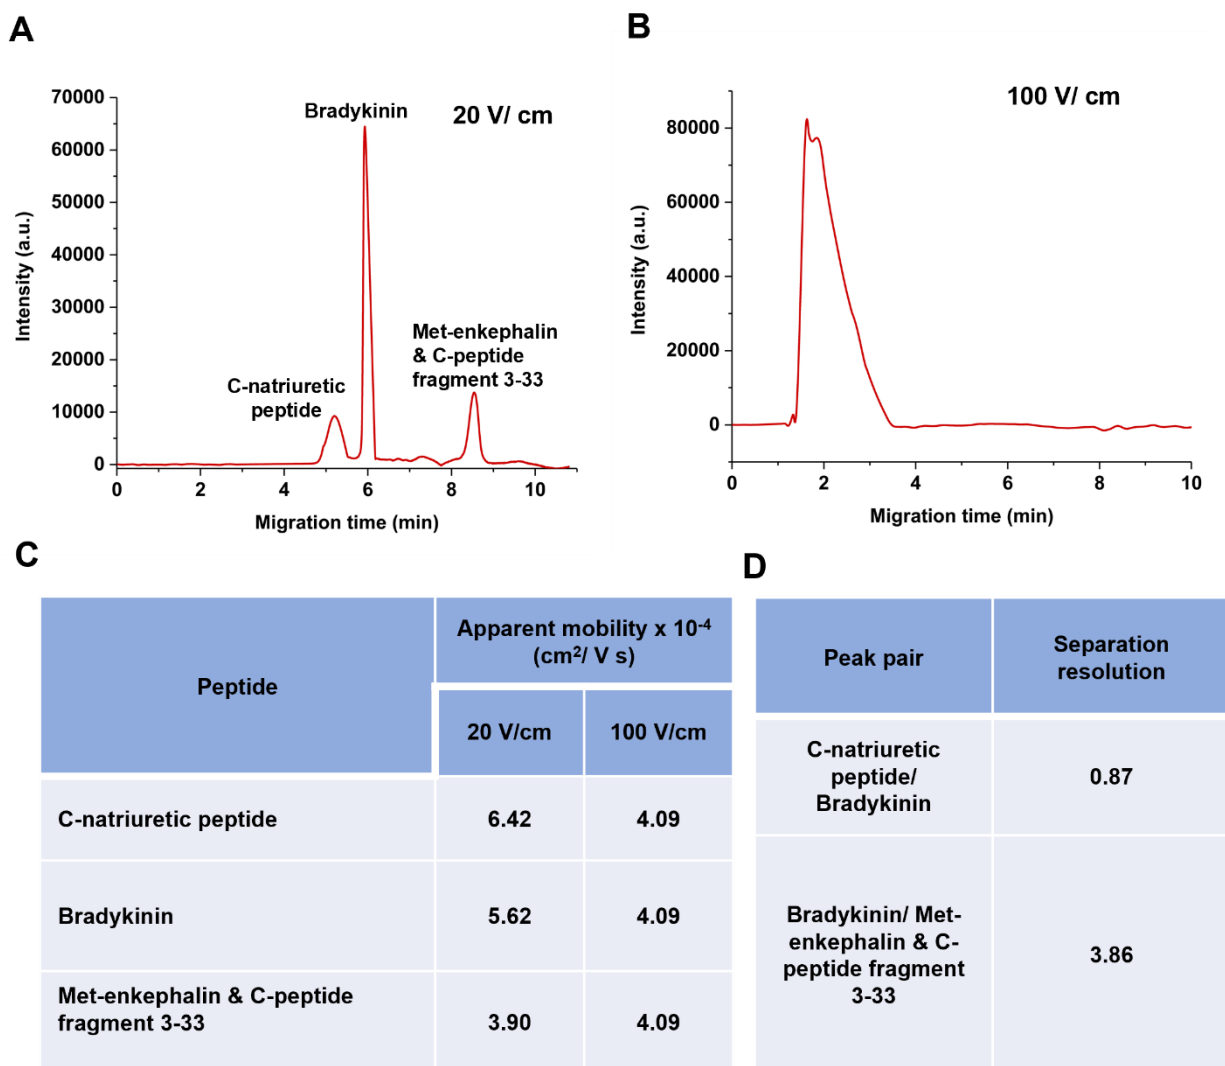 A
20 V/ cm
Bradykinin
C-natriuretic
peptide
Met-enkephalin
& C-peptide
fragment 3-33
Intensity (a.u.)
70000
60000
50000
40000
30000
20000
10000
0
0 2 4 6 8 10
Migration time (min)
B
100 V/ cm
Intensity (a.u.)
80000
60000
40000
20000
0
0 2 4 6 8 10
Migration time (min)
C
Peptide
Apparent mobility x 10-4
(cm2/ V s)
20 V/cm 100 V/cm
C-natriuretic peptide 6.42 4.09
Bradykinin 5.62 4.09
Met-enkephalin & C-peptide
fragment 3-33 3.90 4.09
D
Peak pair
Separation
resolution
C-natriuretic
peptide/
Bradykinin
0.87
Bradykinin/ Met-
enkephalin & C-
peptide fragment
3-33
3.86